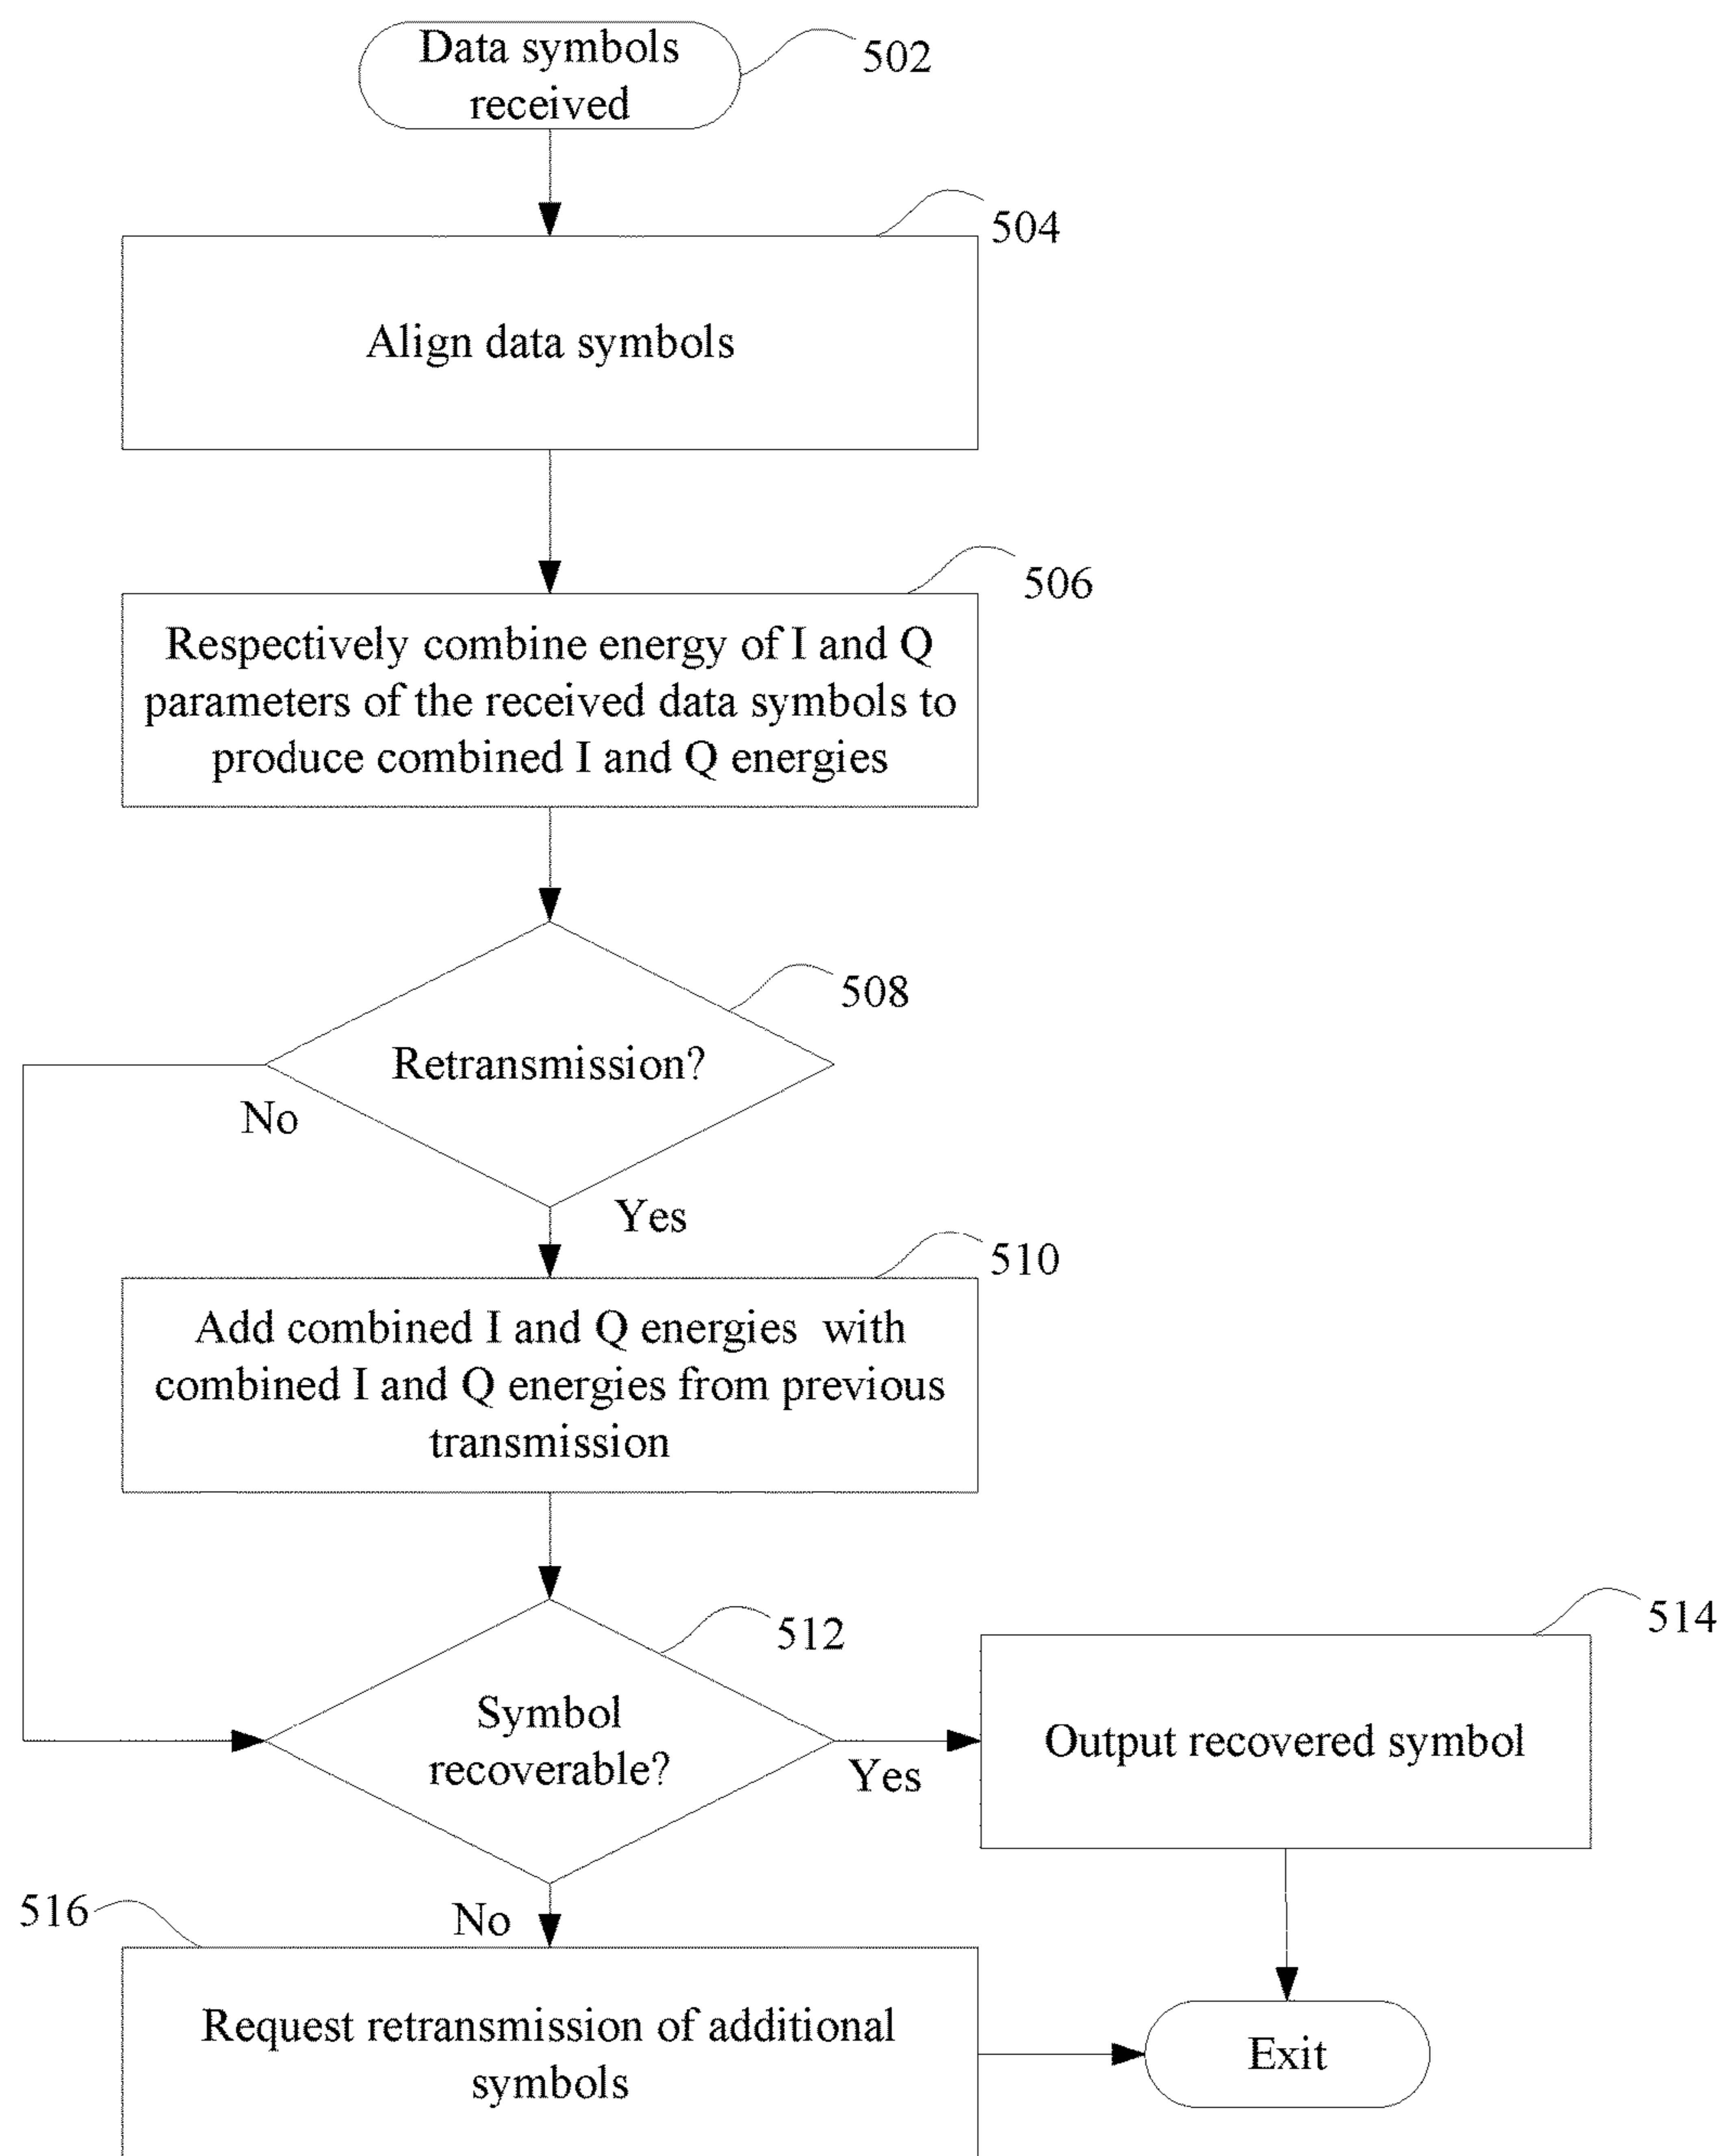 Data symbols
received
502
504
Align data symbols
506
Respectively combine energy of I and Q
parameters of the received data symbols to
produce combined I and Q energies
508
Retransmission?
No
Yes
510
Add combined I and Q energies with
combined I and Q energies from previous
transmission
512
514
Symbol
recoverable?
Yes
Output recovered symbol
516
No
Request retransmission of additional
symbols
Exit